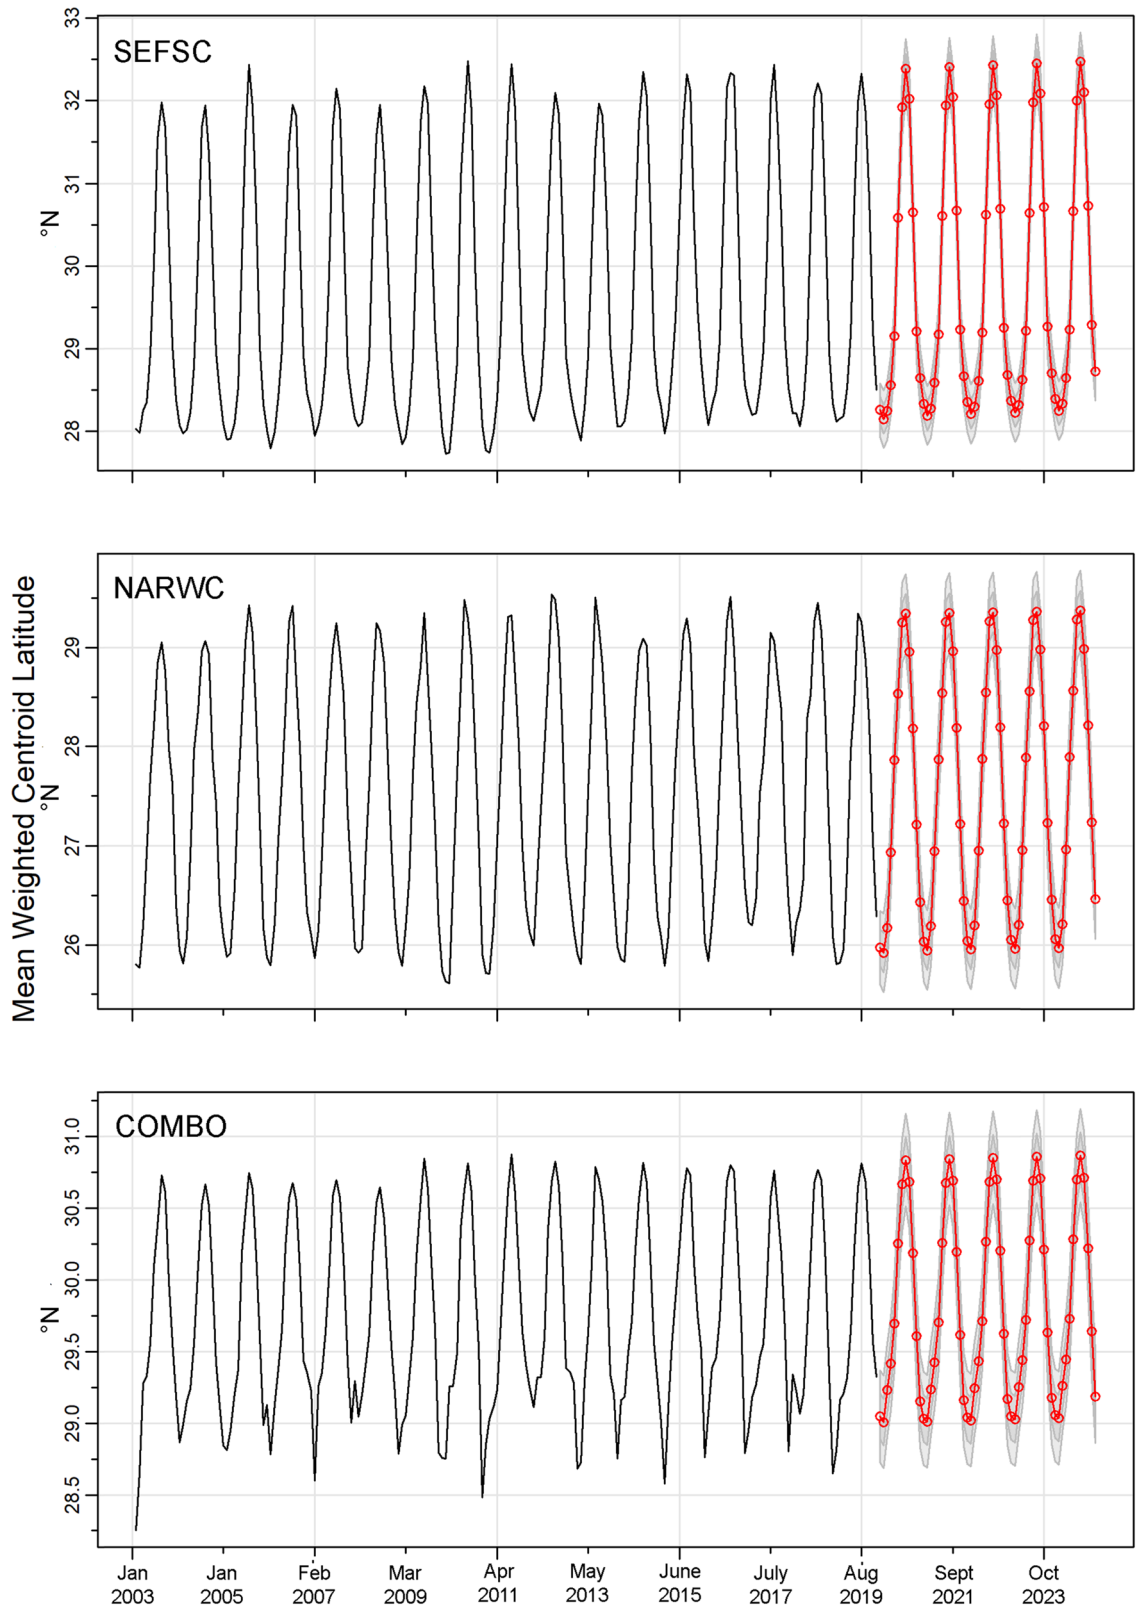 Mean Weighted Centroid Latitude
SEFSC
°N
33
32
31
30
29
28
NARWC
°N
29
28
27
26
COMBO
°N
31.0
30.5
30.0
29.5
29.0
28.5
Jan Jan Feb Mar Apr May June July Aug Sept Oct
2003 2005 2007 2009 2011 2013 2015 2017 2019 2021 2023